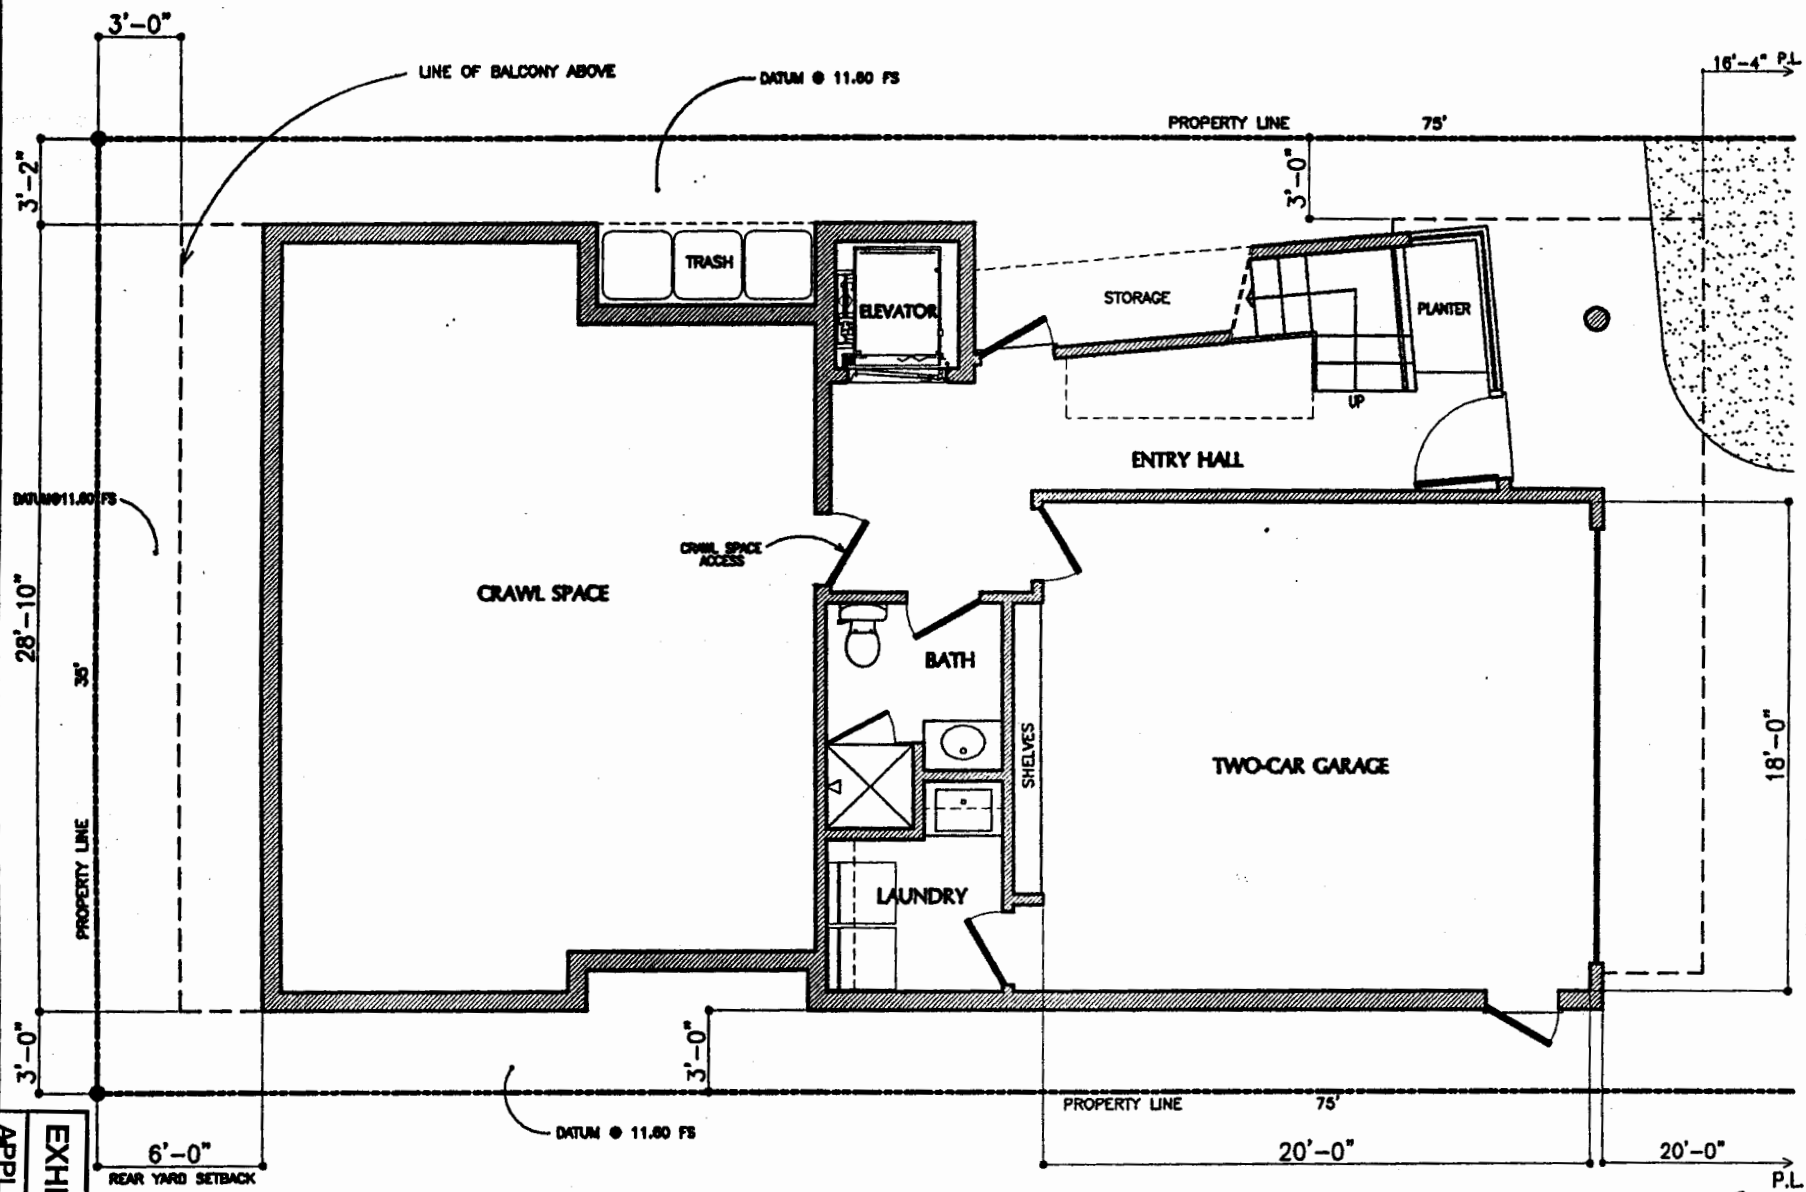 3'-0"
LINE OF BALCONY ABOVE
DATUM @ 11.60 FS
16'-4" P.L.
PROPERTY LINE 75'
3'-2"
3'-0"
TRASH
ELEVATOR
STORAGE
PLANTER
UP
ENTRY HALL
DATUM@11.60 FS
CRAWL SPACE
ACCESS
CRAWL SPACE
28'-10"
35'
BATH
SHELVES
TWO-CAR GARAGE
18'-0"
PROPERTY LINE
LAUNDRY
3'-0"
3'-0"
PROPERTY LINE 75'
DATUM @ 11.60 FS
6'-0"
REAR YARD SETBACK
20'-0"
20'-0"
P.L.
EXHI
APPL